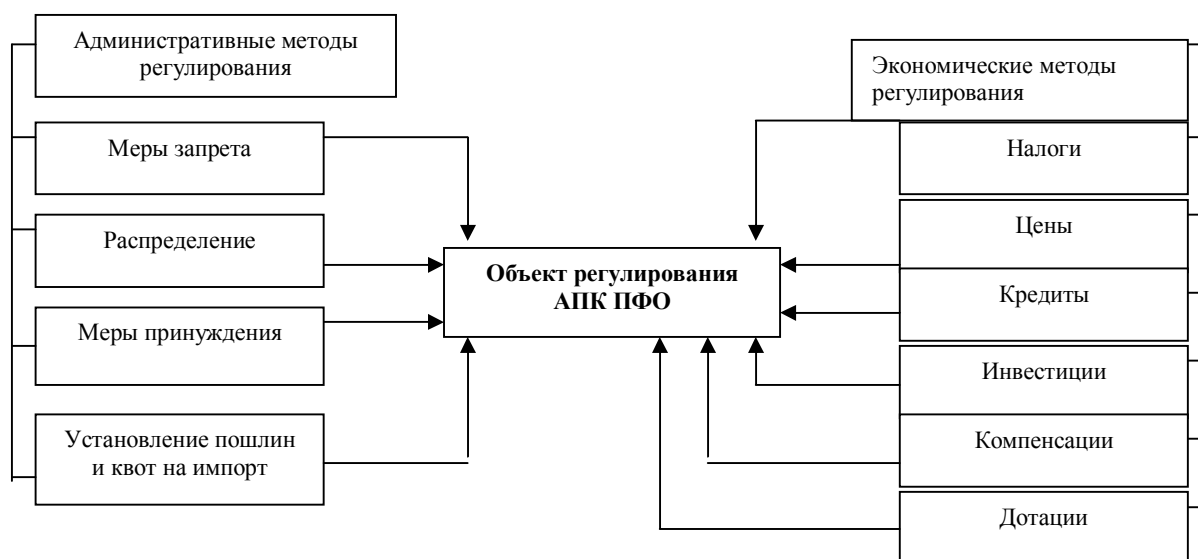 Административные методы
регулирования
Меры запрета
Распределение
Меры принуждения
Установление пошлин
и квот на импорт
Объект регулирования
АПК ПФО
Экономические методы
регулирования
Налоги
Цены
Кредиты
Инвестиции
Компенсации
Дотации